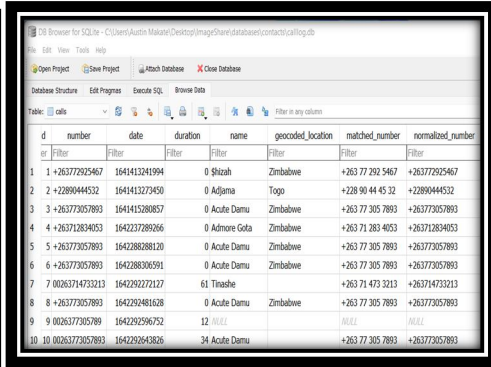 DB Browser for SQLite - C:\Users\Austin Makate\Desktop\ImageShare\databases\contacts\calllog.db
File Edit View Tools Help
Open Project Save Project Attach Database Close Database
Database Structure Edit Pragmas Execute SQL Browse Data
Table: calls Filter in any column
d number date duration name geocoded_location matched_number normalized_number
er Filter Filter Filter Filter Filter Filter Filter
1 1 +263772925467 1641413241994 0 $hizah Zimbabwe +263 77 292 5467 +263772925467
2 2 +22890444532 1641413273450 0 Adjama Togo +228 90 44 45 32 +22890444532
3 3 +263773057893 1641415280857 0 Acute Damu Zimbabwe +263 77 305 7893 +263773057893
4 4 +263712834053 1642237289266 0 Admore Gota Zimbabwe +263 71 283 4053 +263712834053
5 5 +263773057893 1642288288120 0 Acute Damu Zimbabwe +263 77 305 7893 +263773057893
6 6 +263773057893 1642288306591 0 Acute Damu Zimbabwe +263 77 305 7893 +263773057893
7 7 00263714733213 1642292272127 61 Tinashe +263 71 473 3213 +263714733213
8 8 +263773057893 1642292481628 0 Acute Damu Zimbabwe +263 77 305 7893 +263773057893
9 9 0026377305789 1642292596752 12 NULL NULL NULL
10 10 00263773057893 1642292643826 34 Acute Damu +263 77 305 7893 +263773057893